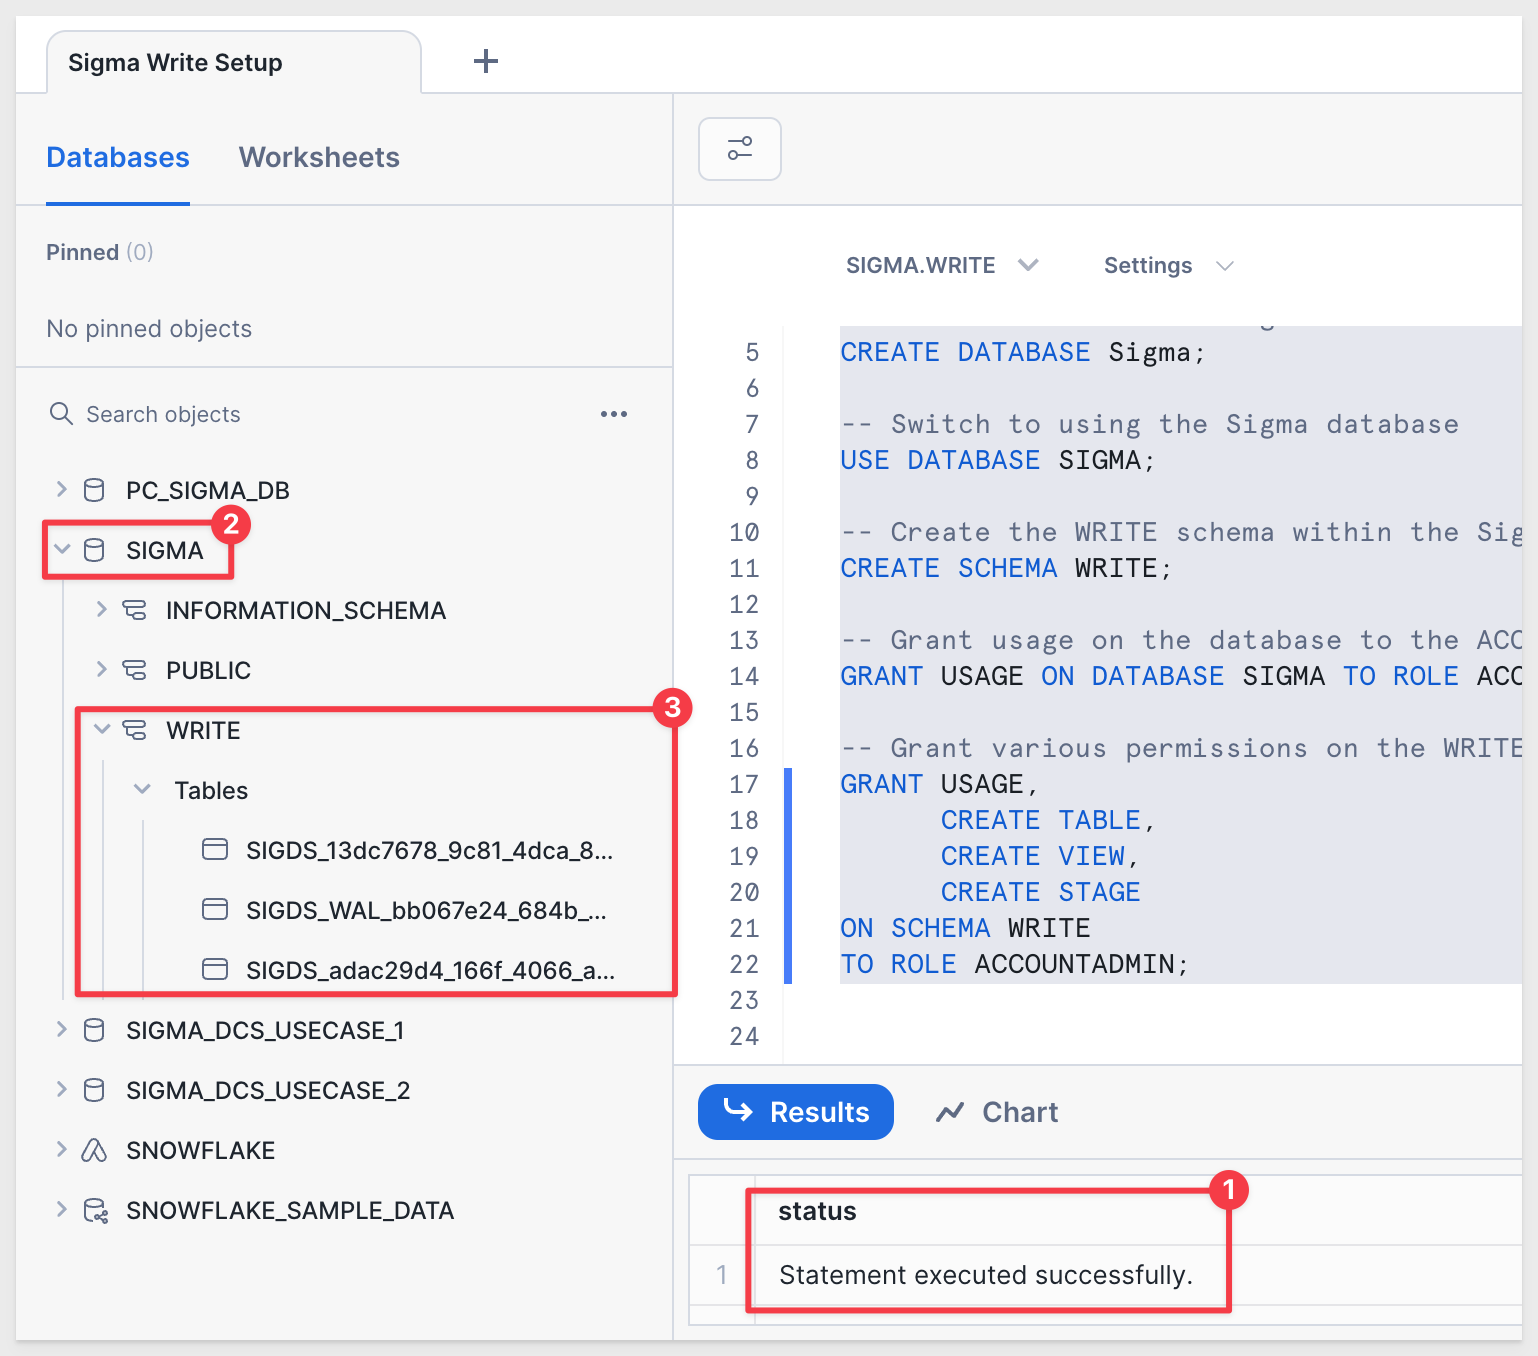 Sigma Write Setup
Databases Worksheets
Pinned (0)
No pinned objects
Search objects
PC_SIGMA_DB
2
SIGMA
INFORMATION_SCHEMA
PUBLIC
3
WRITE
Tables
SIGDS_13dc7678_9c81_4dca_8...
SIGDS_WAL_bb067e24_684b_...
SIGDS_adac29d4_166f_4066_a...
SIGMA_DCS_USECASE_1
SIGMA_DCS_USECASE_2
SNOWFLAKE
SNOWFLAKE_SAMPLE_DATA
SIGMA.WRITE Settings
5 CREATE DATABASE Sigma;
6
7 -- Switch to using the Sigma database
8 USE DATABASE SIGMA;
9
10 -- Create the WRITE schema within the Sig
11 CREATE SCHEMA WRITE;
12
13 -- Grant usage on the database to the ACC
14 GRANT USAGE ON DATABASE SIGMA TO ROLE ACC
15
16 -- Grant various permissions on the WRITE
17 GRANT USAGE,
18 CREATE TABLE,
19 CREATE VIEW,
20 CREATE STAGE
21 ON SCHEMA WRITE
22 TO ROLE ACCOUNTADMIN;
23
24
Results Chart
1
status
1 Statement executed successfully.